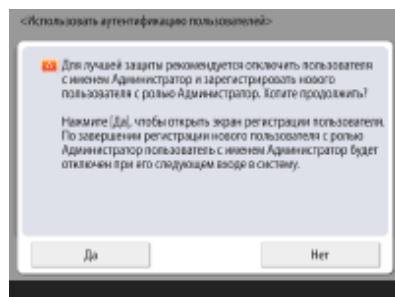 <Использовать аутентификацию пользователей>
Для лучшей защиты рекомендуется отключить пользователя
с именем Администратор и зарегистрировать нового
пользователя с ролью Администратор. Хотите продолжить?
Нажмите [Да], чтобы открыть экран регистрации пользователя.
По завершении регистрации нового пользователя с ролью
Администратор пользователь с именем Администратор будет
отключен при его следующем входе в систему.
Да
Нет